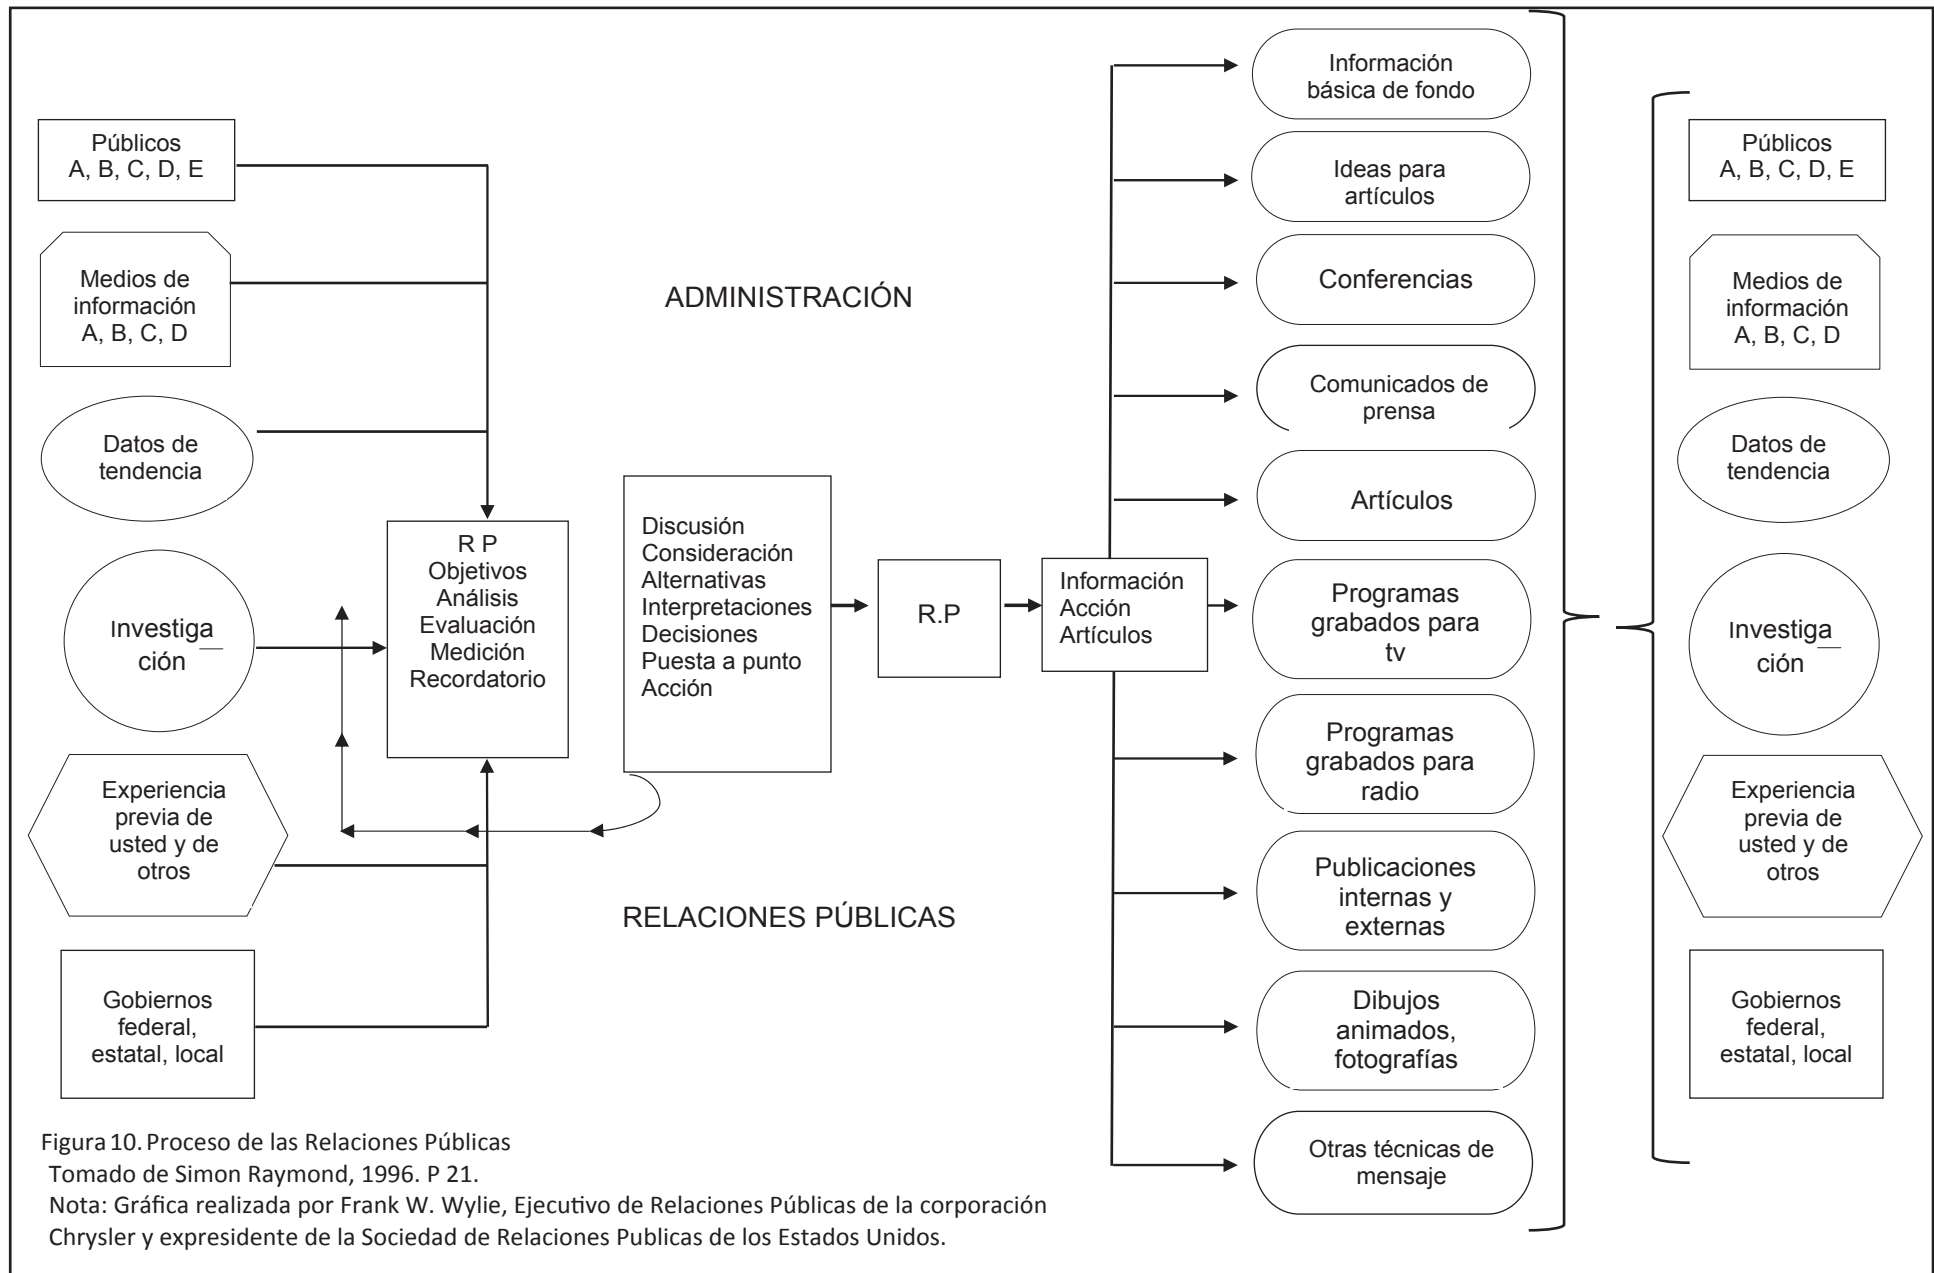 Públicos
A, B, C, D, E
Medios de
información
A, B, C, D
Datos de
tendencia
Investiga
ción
Experiencia
previa de
usted y de
otros
Gobiernos
federal,
estatal, local
R P
Objetivos
Análisis
Evaluación
Medición
Recordatorio
ADMINISTRACIÓN
Discusión
Consideración
Alternativas
Interpretaciones
Decisiones
Puesta a punto
Acción
RELACIONES PÚBLICAS
R.P
Información
Acción
Artículos
Información
básica de fondo
Ideas para
artículos
Conferencias
Comunicados de
prensa
Artículos
Programas
grabados para
tv
Programas
grabados para
radio
Publicaciones
internas y
externas
Dibujos
animados,
fotografías
Otras técnicas de
mensaje
Públicos
A, B, C, D, E
Medios de
información
A, B, C, D
Datos de
tendencia
Investiga
ción
Experiencia
previa de
usted y de
otros
Gobiernos
federal,
estatal, local
Figura 10. Proceso de las Relaciones Públicas
Tomado de Simon Raymond, 1996. P 21.
Nota: Gráfica realizada por Frank W. Wylie, Ejecutivo de Relaciones Públicas de la corporación
Chrysler y expresidente de la Sociedad de Relaciones Publicas de los Estados Unidos.